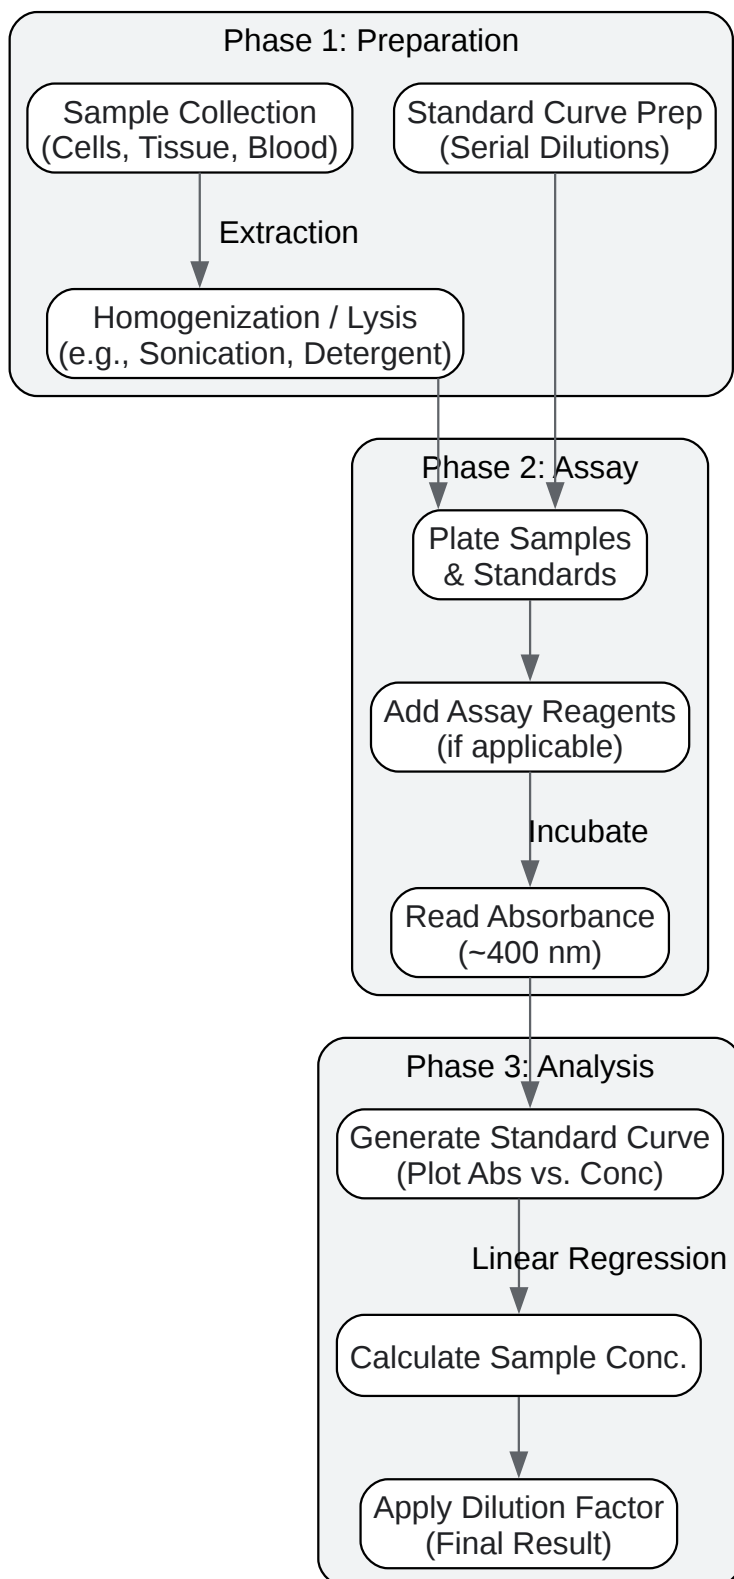 Phase 1: Preparation
Sample Collection
(Cells, Tissue, Blood)
Standard Curve Prep
(Serial Dilutions)
Extraction
Homogenization / Lysis
(e.g., Sonication, Detergent)
Phase 2: Assay
Plate Samples
& Standards
Add Assay Reagents
(if applicable)
Incubate
Read Absorbance
(~400 nm)
Phase 3: Analysis
Generate Standard Curve
(Plot Abs vs. Conc)
Linear Regression
Calculate Sample Conc.
Apply Dilution Factor
(Final Result)